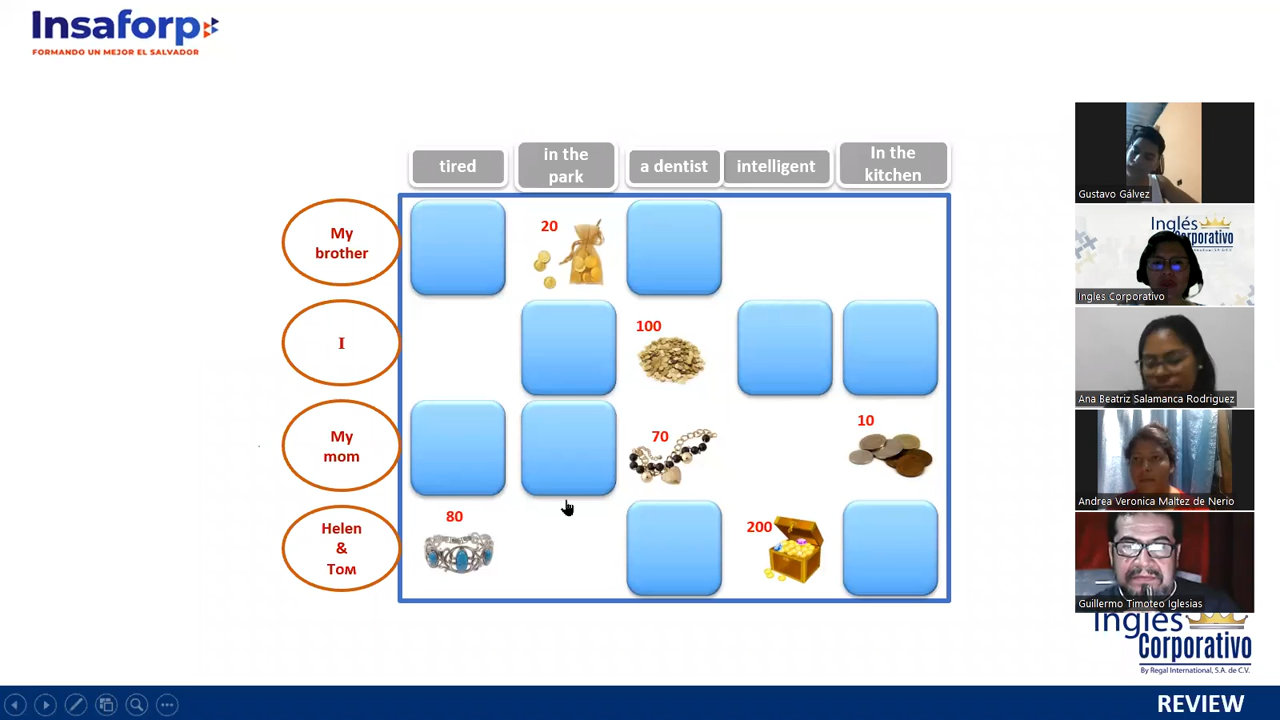 Insaforp
FORMANDO UN MEJOR EL SALVADOR
tired
in the
park
a dentist
intelligent
In the
kitchen
My
brother
20
I
100
My
mom
70
10
Helen
&
Tom
80
200
Gustavo Gálvez
Inglés
Corporativo
Ingles Corporativo
Ana Beatriz Salamanca Rodriguez
Andrea Veronica Maltez de Nerio
Guillermo Timoteo Iglesias
Inglés
Corporativo
By Regal International, S.A. de C.V.
REVIEW